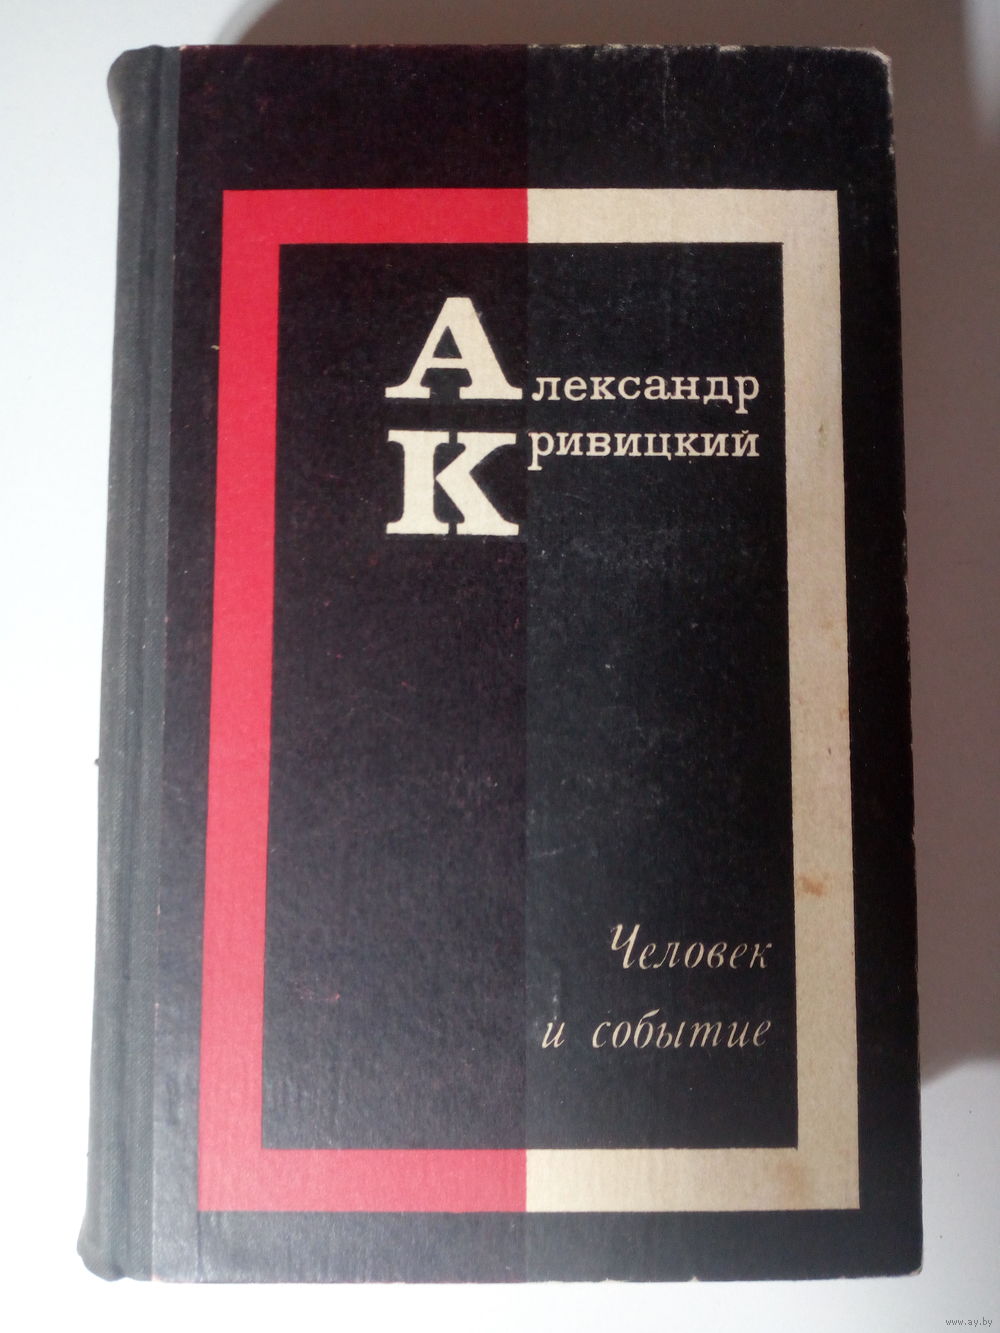 Александр
Кривицкий
Человек
и событие
www.ay.by